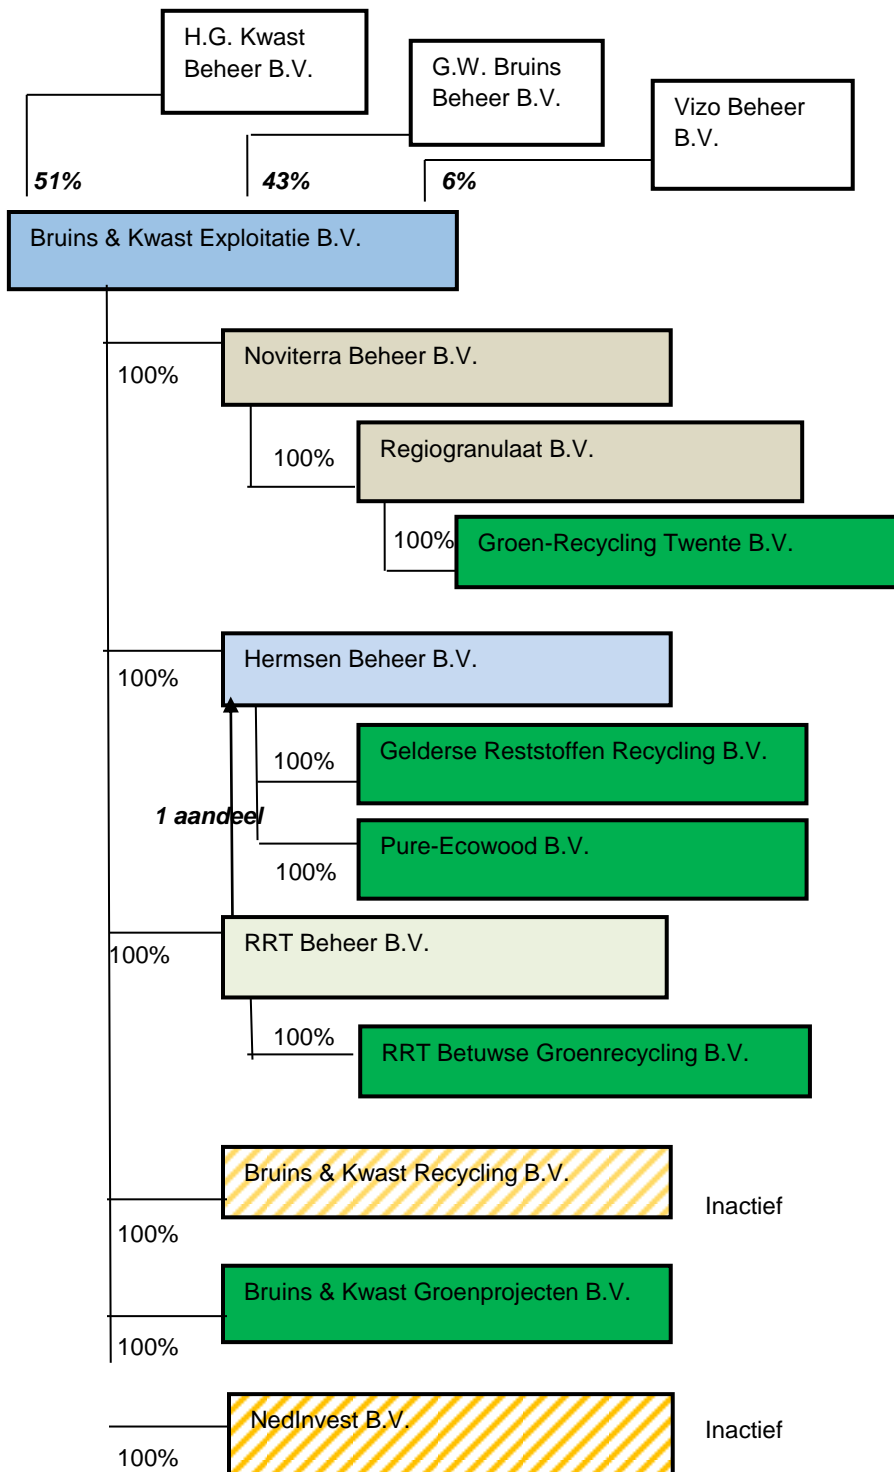 H.G. Kwast
Beheer B.V.
G.W. Bruins
Beheer B.V.
Vizo Beheer
B.V.
51%
43%
6%
Bruins & Kwast Exploitatie B.V.
Noviterra Beheer B.V.
100%
Regiogranulaat B.V.
100%
Groen-Recycling Twente B.V.
100%
Hermsen Beheer B.V.
100%
Gelderse Reststoffen Recycling B.V.
100%
1 aandeel
Pure-Ecowood B.V.
100%
RRT Beheer B.V.
100%
100%
RRT Betuwse Groenrecycling B.V.
Bruins & Kwast Recycling B.V.
Inactief
100%
Bruins & Kwast Groenprojecten B.V.
100%
NedInvest B.V.
Inactief
100%